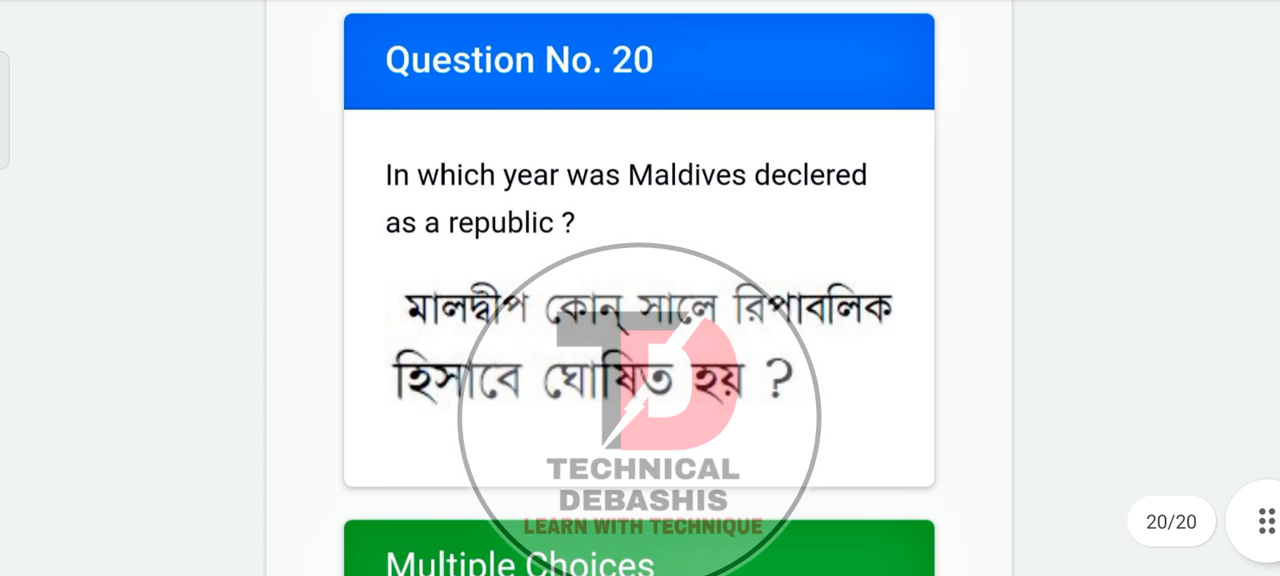 Question No. 20
In which year was Maldives declered
as a republic ?
মালদ্বীপ কোন্ সালে রিপাবলিক
হিসাবে ঘোষিত হয় ?
TD
TECHNICAL
DEBASHIS
LEARN WITH TECHNIQUE
20/20
Multiple Choices